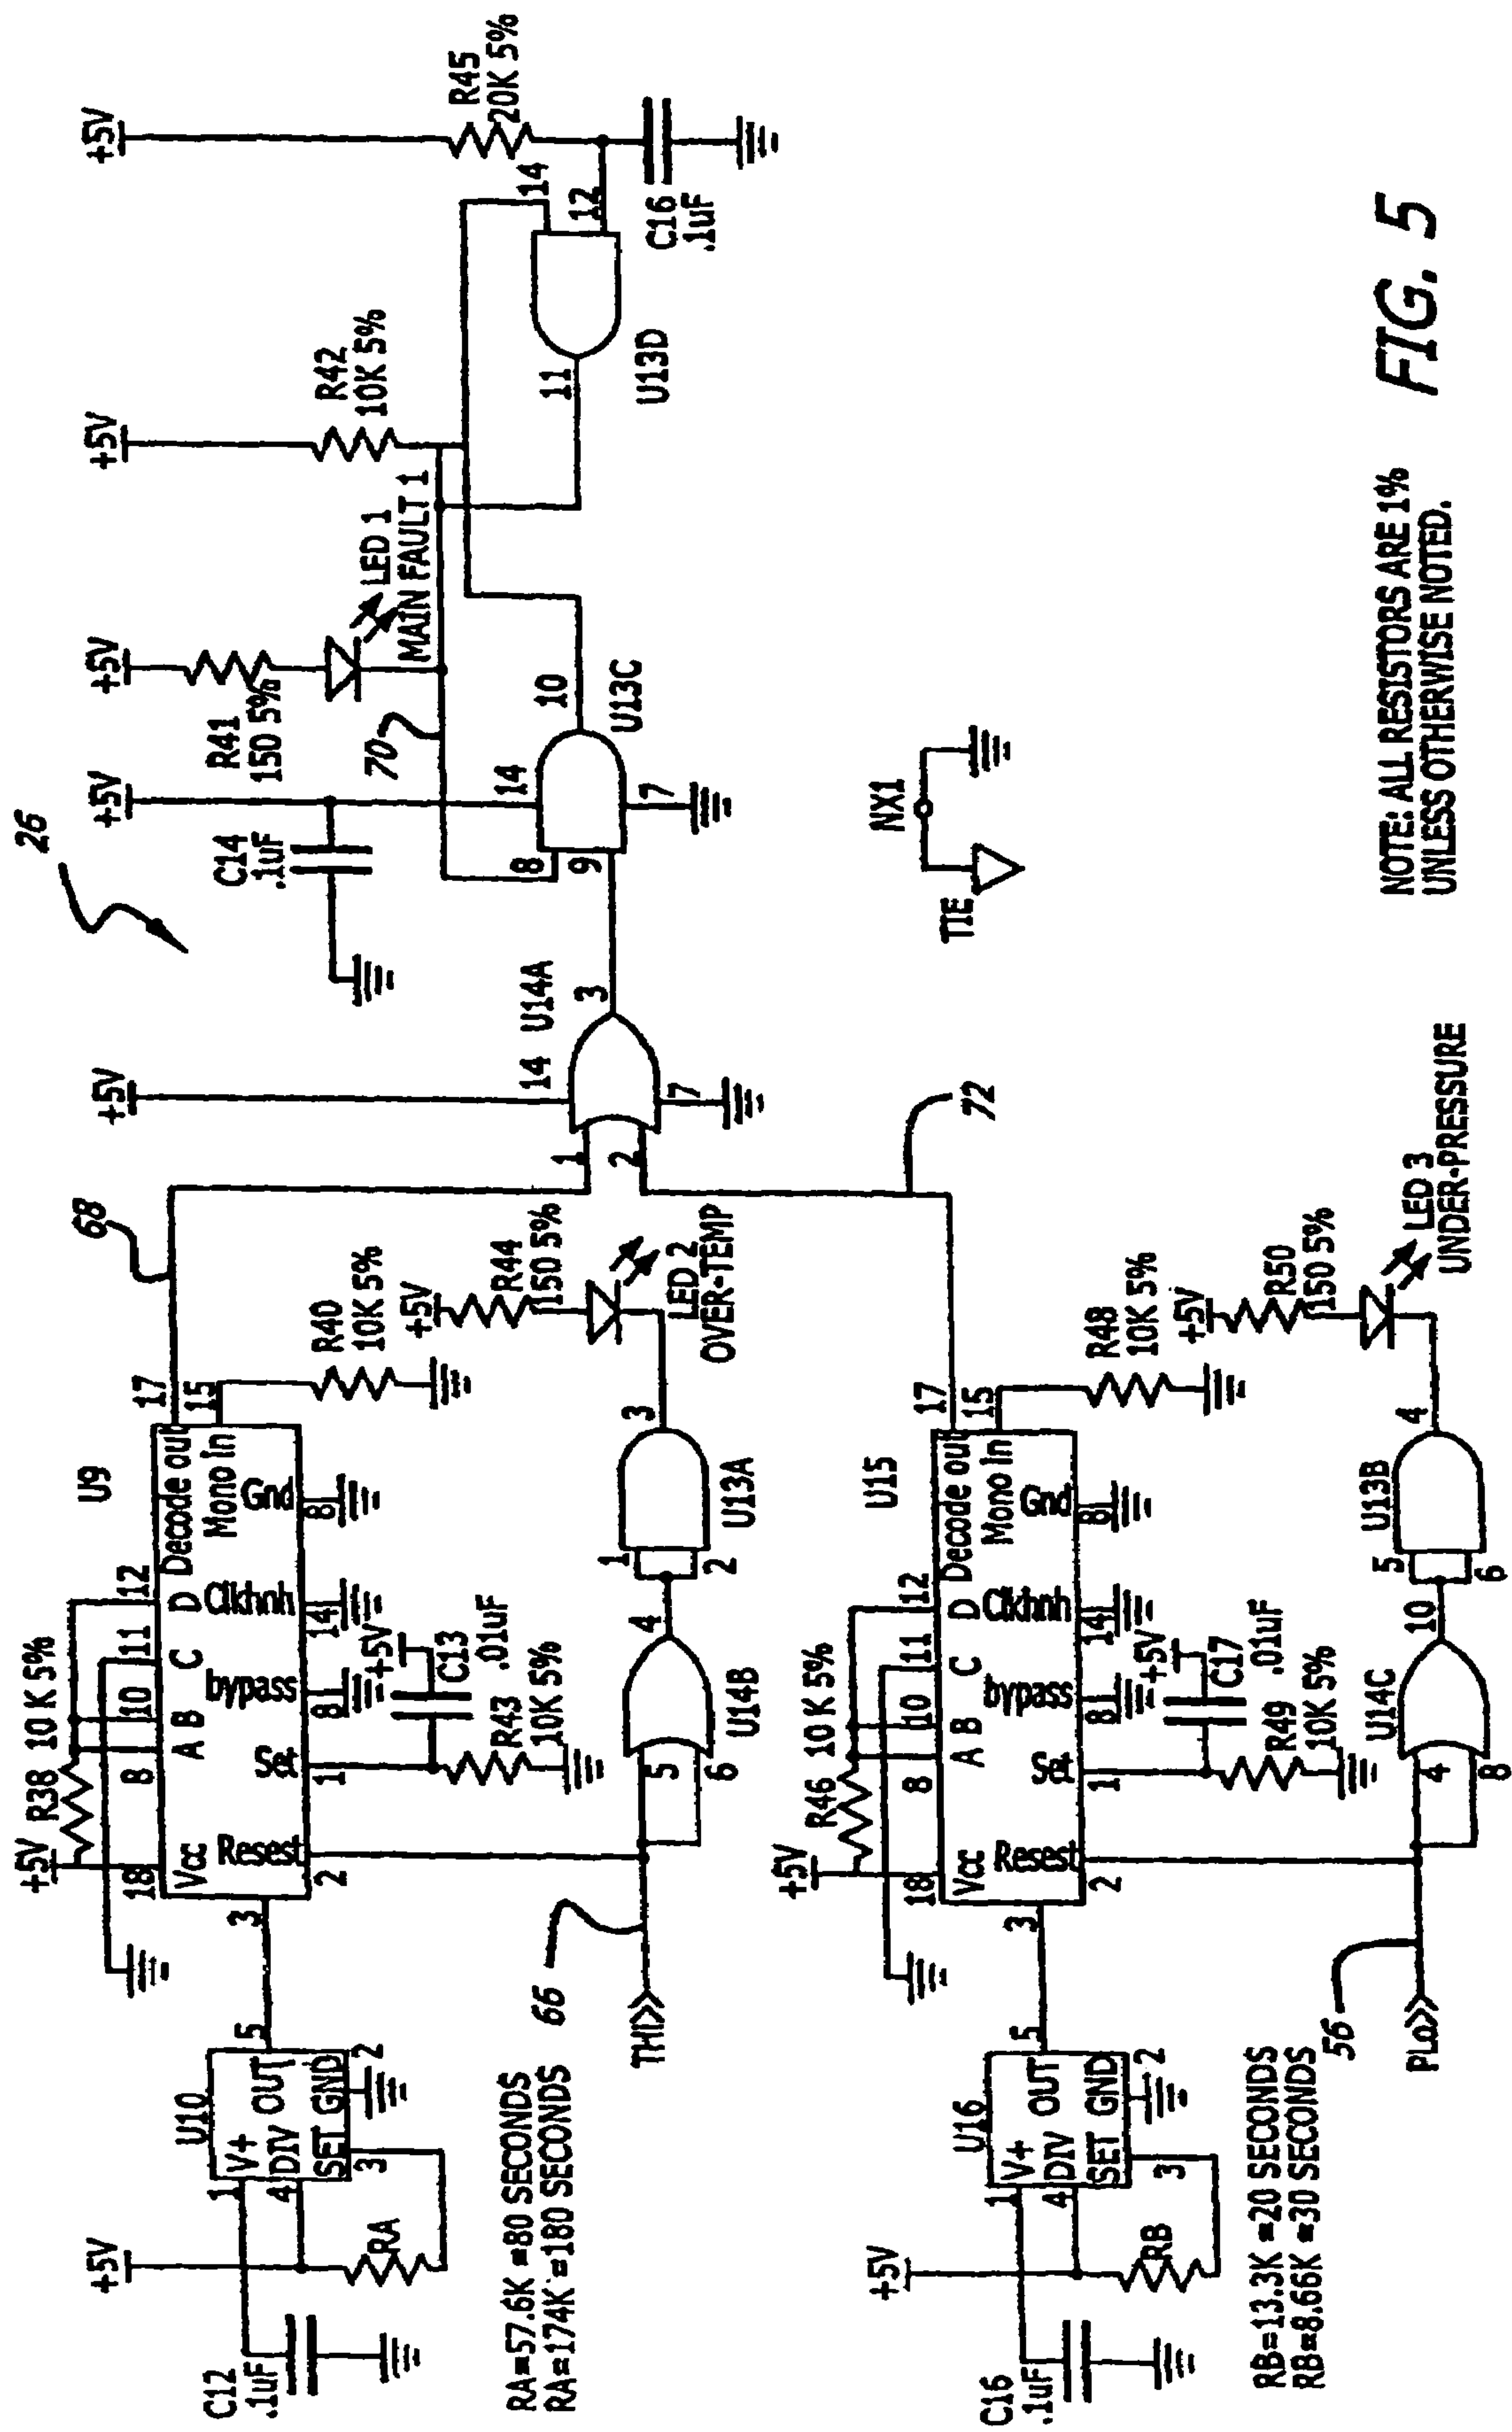 26
+5V
+5V
+5V
+5V
+5V
C14
.1uF
R41
150 5%
LED 1
MAIN FAULT 1
R42
10K 5%
R45
20K 5%
70
U14A
14
1
2
3
7
8
9
14
10
7
U13C
11
14
12
U13D
C16
.1uF
68
72
NX1
TIE
+5V
R38 10 K 5%
U9
18
8
10
11
12
Vcc
A
B
C
D
Decode out
17
Mono In
15
Resest
Set
bypass
Clkhnh
Gnd
3
2
1
8
14
8
R40
10K 5%
+5V
C13
.01uF
R43
10K 5%
+5V
R44
150 5%
LED 2
OVER-TEMP
U10
V+
DIV
SET
OUT
GND
1
4
3
5
2
+5V
RA
C12
.1uF
RA=57.6K =80 SECONDS
RA=174K =180 SECONDS
66
THI
5
6
4
U14B
1
2
3
U13A
+5V
R46 10 K 5%
U15
18
8
10
11
12
Vcc
A
B
C
D
Decode out
17
Mono In
15
Resest
Set
bypass
Clkhnh
Gnd
3
2
1
8
14
8
R48
10K 5%
+5V
C17
.01uF
R49
10K 5%
+5V
R50
150 5%
LED 3
UNDER-PRESSURE
U16
V+
DIV
SET
OUT
GND
1
4
3
5
2
+5V
RB
C16
.1uF
RB=13.3K =20 SECONDS
RB=8.66K =30 SECONDS
56
PLo
4
8
10
U14C
5
6
4
U13B
NOTE: ALL RESISTORS ARE 1%
UNLESS OTHERWISE NOTED.
FIG. 5